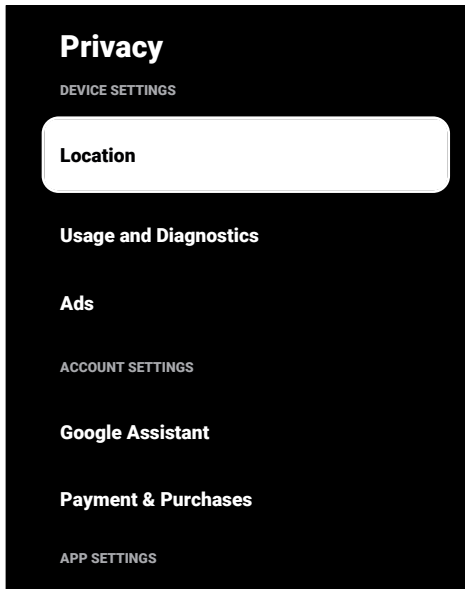 Privacy
DEVICE SETTINGS
Location
Usage and Diagnostics
Ads
ACCOUNT SETTINGS
Google Assistant
Payment & Purchases
APP SETTINGS